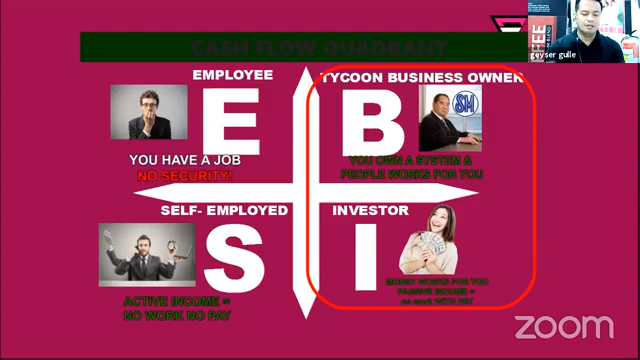 CASH FLOW QUADRANT
geyser gulle
EMPLOYEE
E
YOU HAVE A JOB
NO SECURITY!
TYCOON BUSINESS OWNER
B
SM
YOU OWN A SYSTEM &
PEOPLE WORKS FOR YOU
SELF- EMPLOYED
S
ACTIVE INCOME =
NO WORK NO PAY
INVESTOR
I
MONEY WORKS FOR YOU
PASSIVE INCOME =
no work WITH PAY
zoom